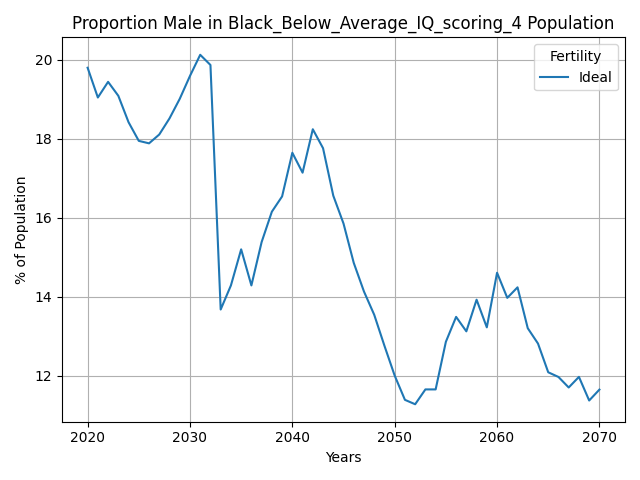 Proportion Male in Black_Below_Average_IQ_scoring_4 Population
Fertility
Ideal
% of Population
20
18
16
14
12
2020 2030 2040 2050 2060 2070
Years